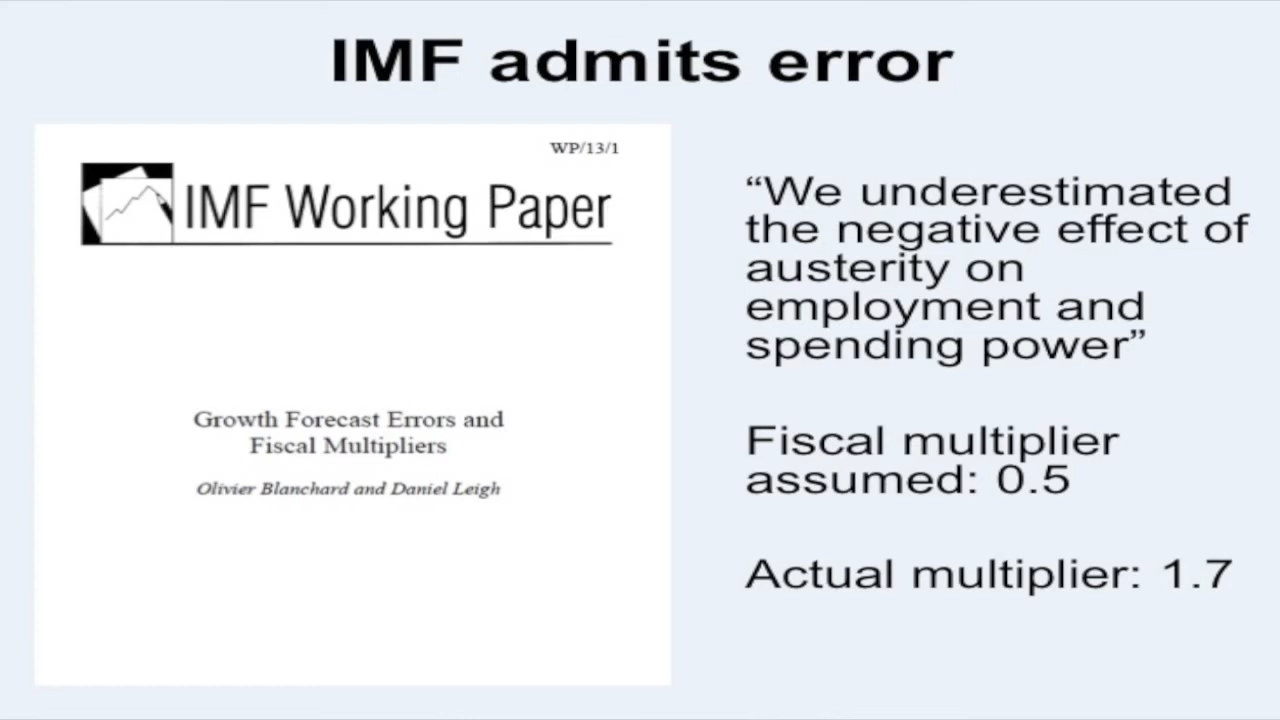 IMF admits error
WP/13/1
IMF Working Paper
Growth Forecast Errors and
Fiscal Multipliers
Olivier Blanchard and Daniel Leigh
“We underestimated
the negative effect of
austerity on
employment and
spending power”
Fiscal multiplier
assumed: 0.5
Actual multiplier: 1.7